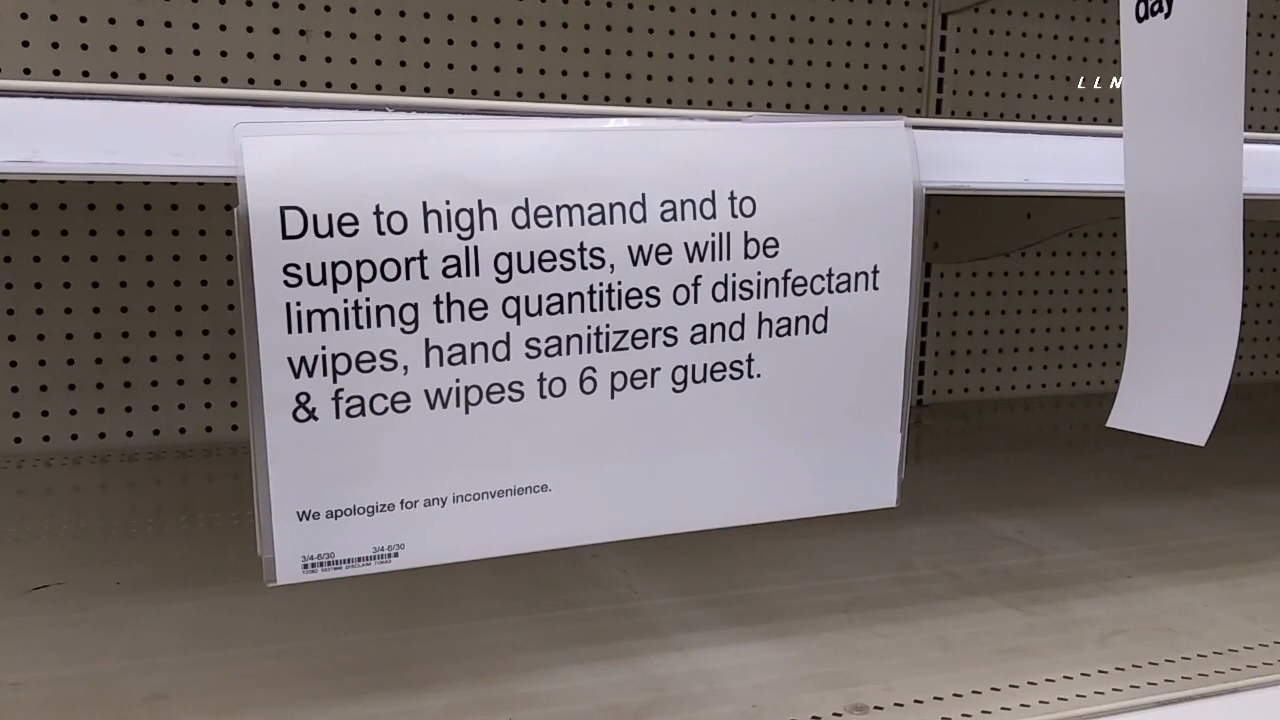 day
LLN
Due to high demand and to
support all guests, we will be
limiting the quantities of disinfectant
wipes, hand sanitizers and hand
& face wipes to 6 per guest.
We apologize for any inconvenience.
3/4-6/30 3/4-6/30